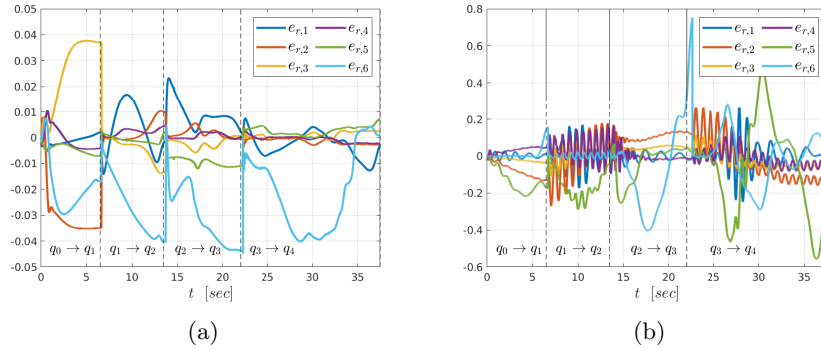 0.05
0.04
0.03
0.02
0.01
0
-0.01
-0.02
-0.03
-0.04
-0.05
e_{r,1} e_{r,4}
e_{r,2} e_{r,5}
e_{r,3} e_{r,6}
q_0 → q_1 q_1 → q_2 q_2 → q_3 q_3 → q_4
0 5 10 15 20 25 30 35
t [sec]
(a)
0.8
0.6
0.4
0.2
0
-0.2
-0.4
-0.6
e_{r,1} e_{r,4}
e_{r,2} e_{r,5}
e_{r,3} e_{r,6}
q_0 → q_1 q_1 → q_2 q_2 → q_3 q_3 → q_4
0 5 10 15 20 25 30 35
t [sec]
(b)